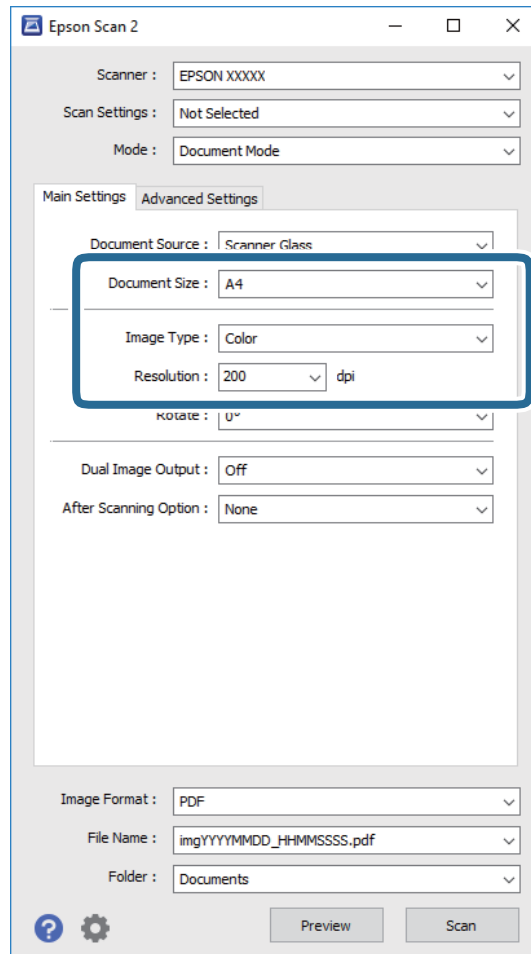 Epson Scan 2
Scanner : EPSON XXXXX
Scan Settings : Not Selected
Mode : Document Mode
Main Settings Advanced Settings
Document Source : Scanner Glass
Document Size : A4
Image Type : Color
Resolution : 200 dpi
Rotate : 0°
Dual Image Output : Off
After Scanning Option : None
Image Format : PDF
File Name : imgYYYYMMDD_HHMMSSSS.pdf
Folder : Documents
? Preview Scan